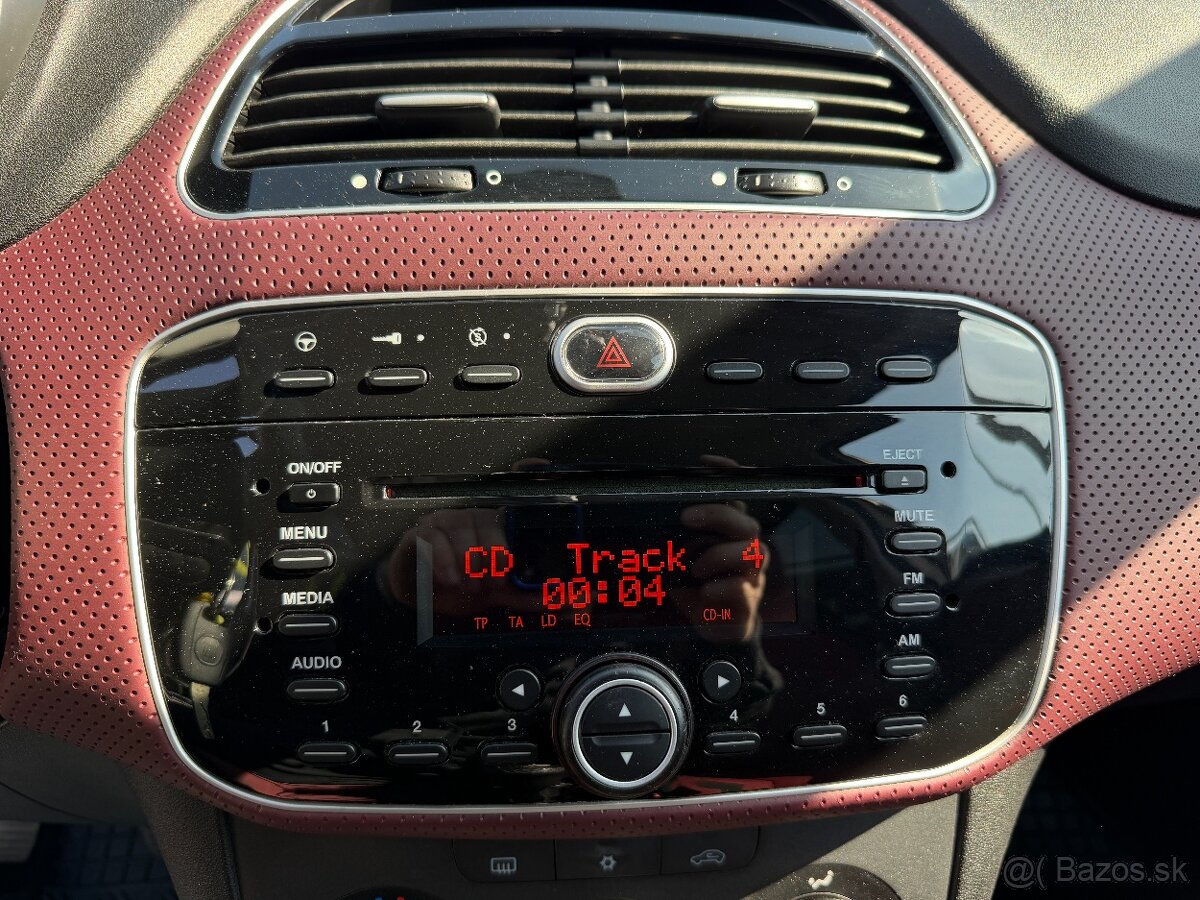 ON/OFF
EJECT
MENU
MUTE
CD Track 4
00:04
TP TA LD EQ CD-IN
MEDIA
FM
AUDIO
AM
1 2 3 4 5 6
@( Bazos.sk